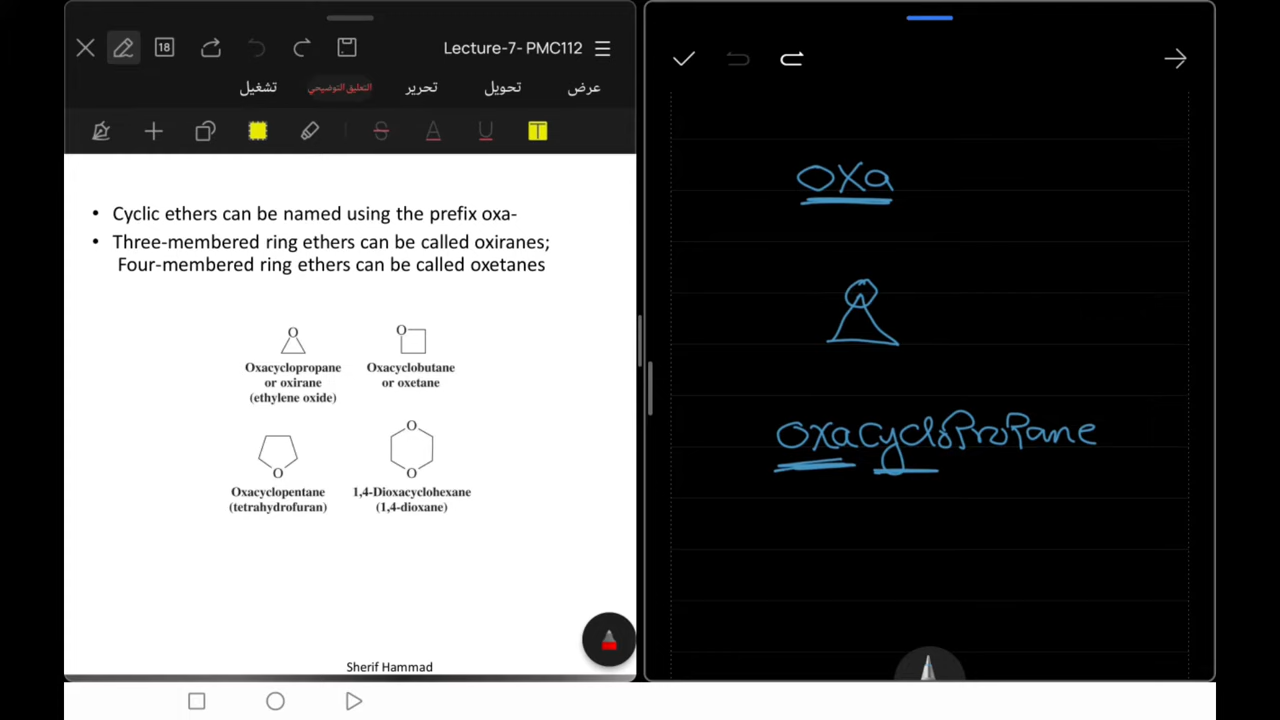 18
Lecture-7- PMC112
عرض
تحويل
تحرير
التعليق التوضيحي
تشغيل
S A U T
• Cyclic ethers can be named using the prefix oxa-
• Three-membered ring ethers can be called oxiranes;
Four-membered ring ethers can be called oxetanes
O O
Oxacyclopropane
or oxirane
(ethylene oxide)
Oxacyclobutane
or oxetane
O
O
O
Oxacyclopentane
(tetrahydrofuran)
1,4-Dioxacyclohexane
(1,4-dioxane)
Sherif Hammad
oxa
O
oxacycloPropane